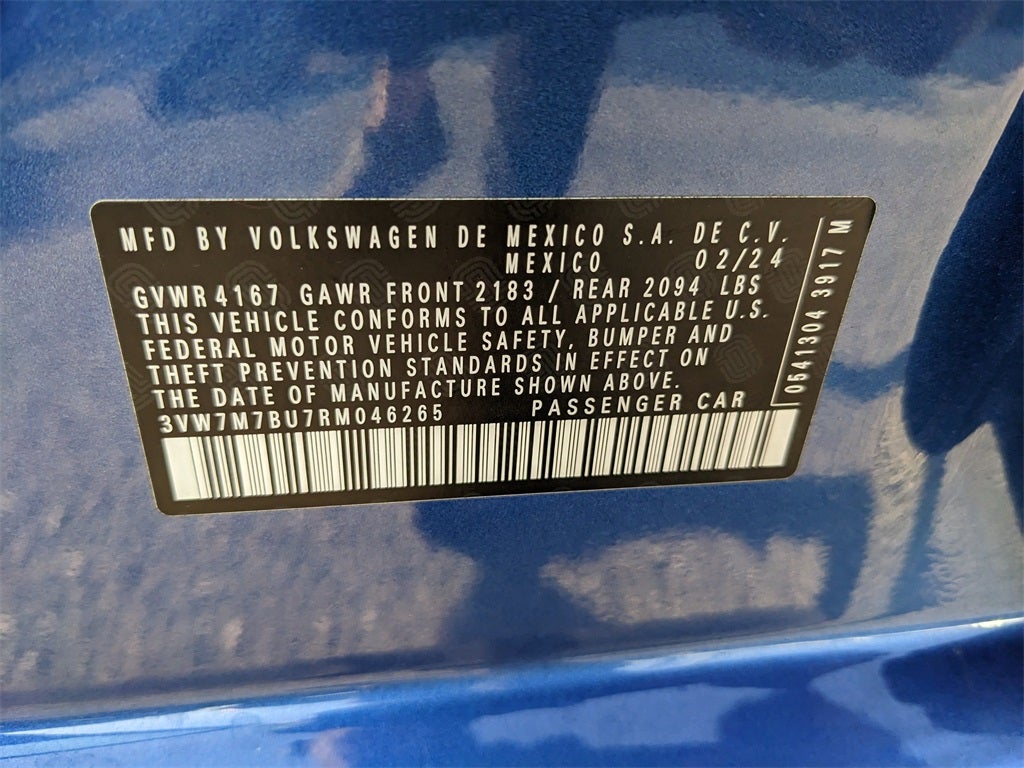 MFD BY VOLKSWAGEN DE MEXICO S.A. DE C.V.
MEXICO 02/24
GVWR 4167 GAWR FRONT 2183 / REAR 2094 LBS
THIS VEHICLE CONFORMS TO ALL APPLICABLE U.S.
FEDERAL MOTOR VEHICLE SAFETY, BUMPER AND
THEFT PREVENTION STANDARDS IN EFFECT ON
THE DATE OF MANUFACTURE SHOWN ABOVE.
3VW7M7BU7RM046265 PASSENGER CAR
0541304 3917 M